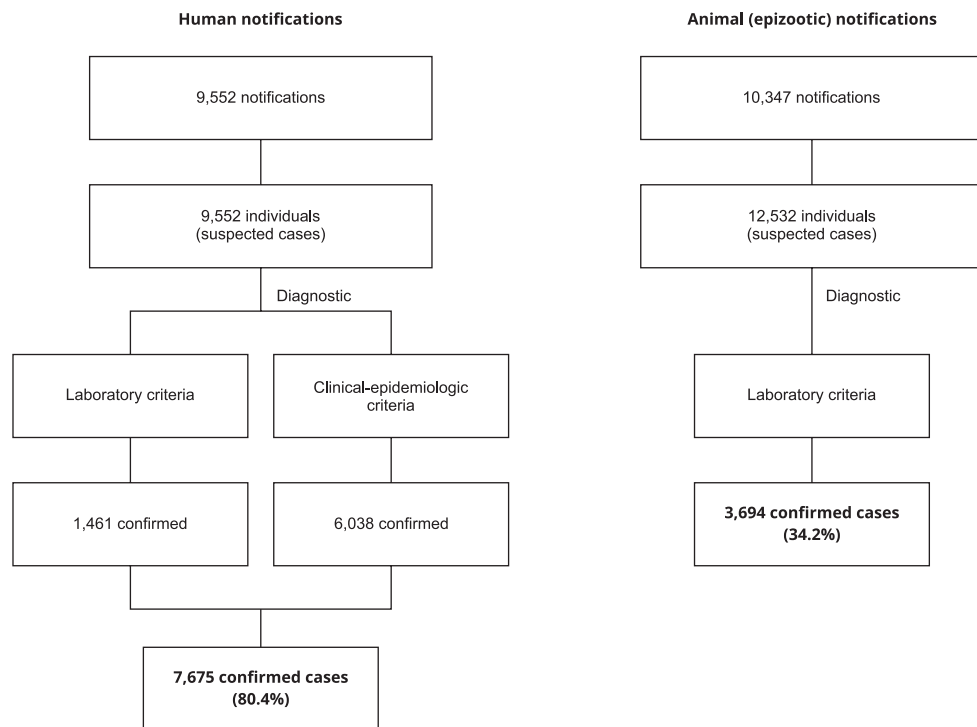 Human notifications
9,552 notifications
9,552 individuals
(suspected cases)
Diagnostic
Laboratory criteria
Clinical-epidemiologic
criteria
1,461 confirmed
6,038 confirmed
7,675 confirmed cases
(80.4%)
Animal (epizootic) notifications
10,347 notifications
12,532 individuals
(suspected cases)
Diagnostic
Laboratory criteria
3,694 confirmed cases
(34.2%)